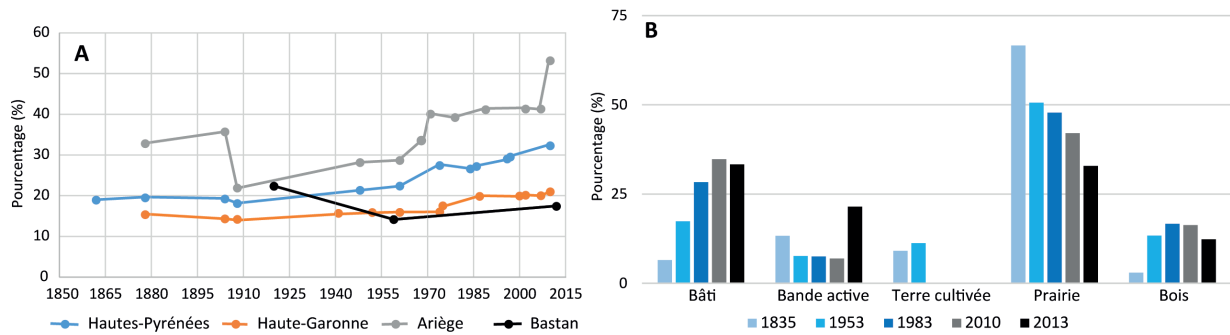 A
Pourcentage (%)
60
50
40
30
20
10
0
1850 1865 1880 1895 1910 1925 1940 1955 1970 1985 2000 2015
Hautes-Pyrénées Haute-Garonne Ariège Bastan
B
Pourcentage (%)
75
50
25
0
Bâti Bande active Terre cultivée Prairie Bois
1835 1953 1983 2010 2013